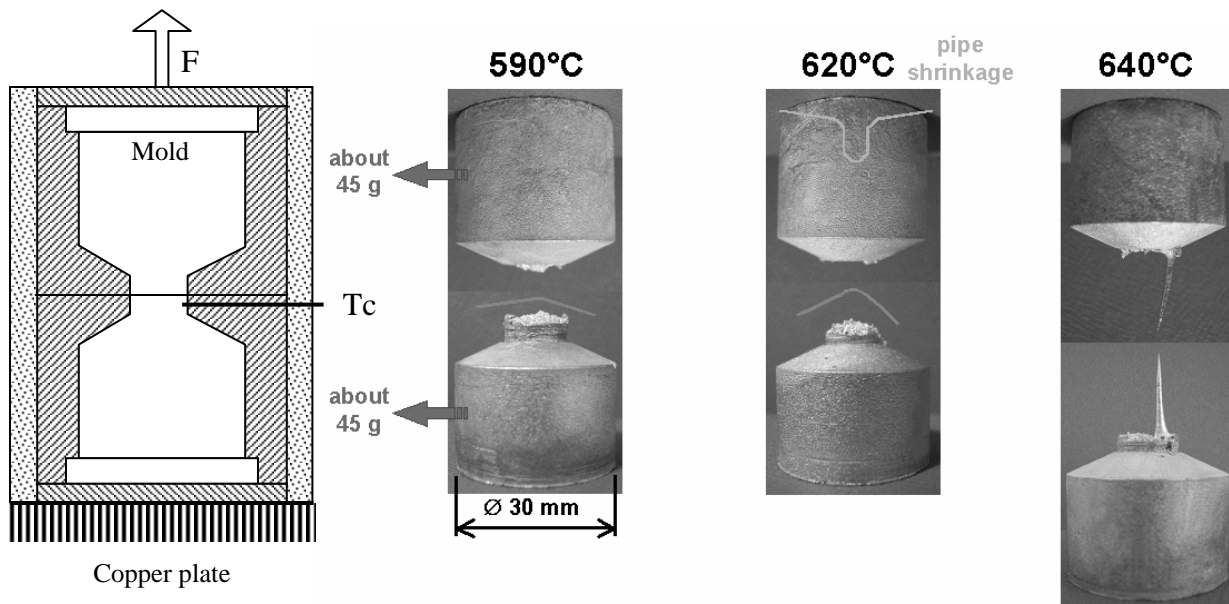 F
Mold
Tc
Copper plate
590°C
about
45 g
about
45 g
Ø 30 mm
620°C
pipe
shrinkage
640°C